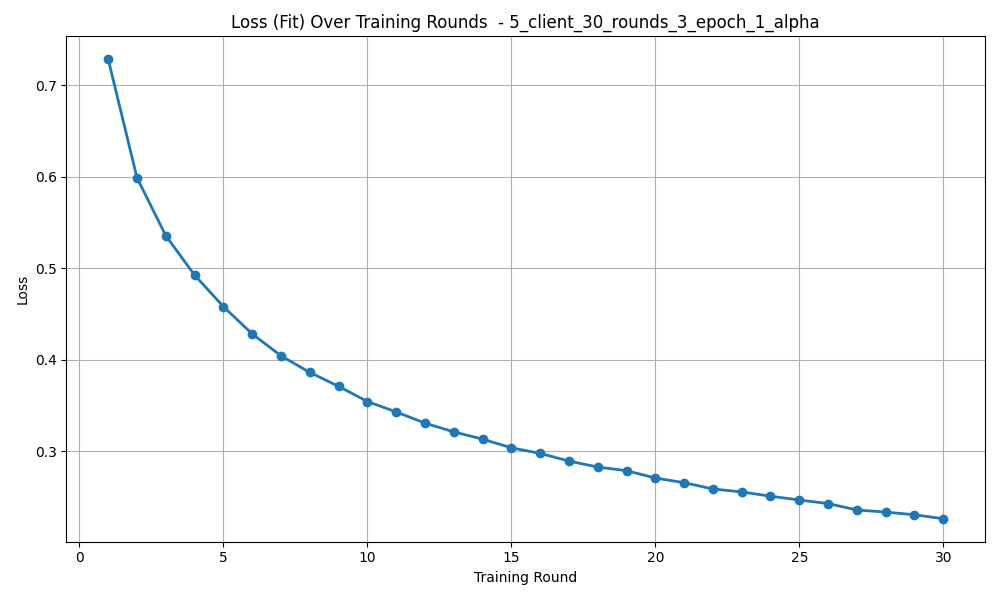 Loss (Fit) Over Training Rounds  - 5_client_30_rounds_3_epoch_1_alpha
0.7
0.6
0.5
0.4
0.3
Loss
0 5 10 15 20 25 30
Training Round